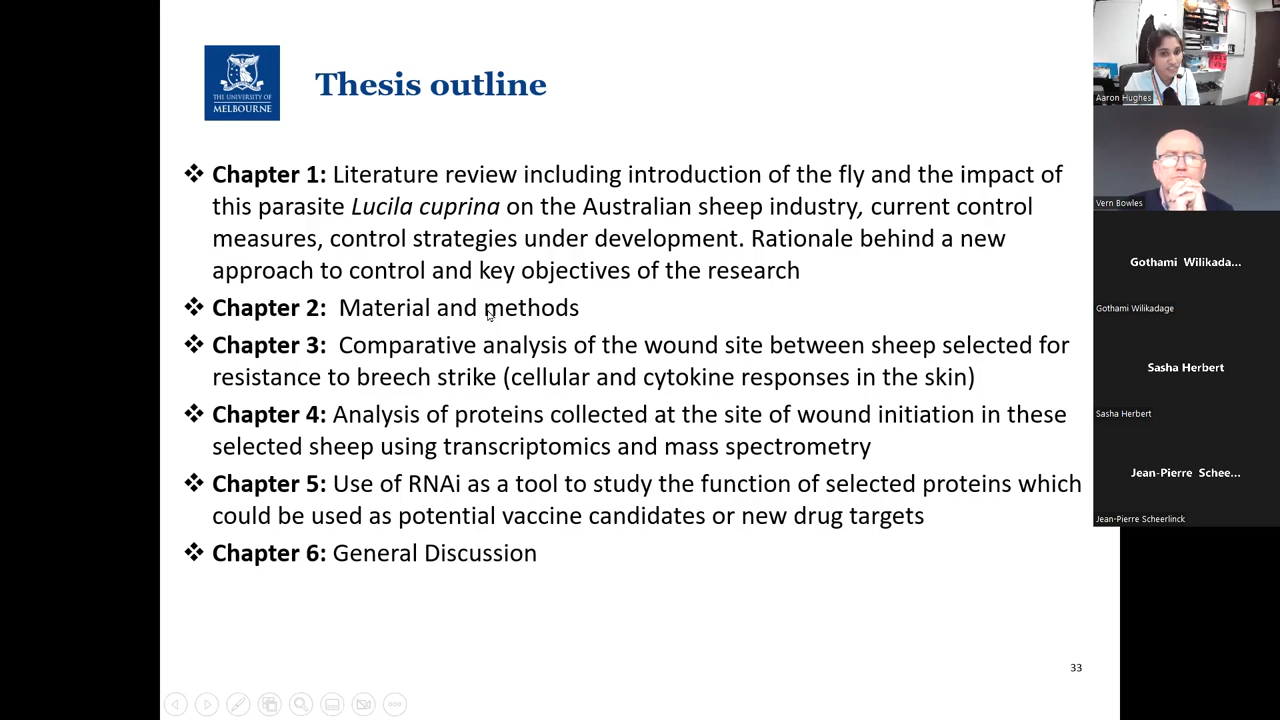 THE UNIVERSITY OF
MELBOURNE
Thesis outline
❖ Chapter 1: Literature review including introduction of the fly and the impact of
this parasite Lucila cuprina on the Australian sheep industry, current control
measures, control strategies under development. Rationale behind a new
approach to control and key objectives of the research
❖ Chapter 2: Material and methods
❖ Chapter 3: Comparative analysis of the wound site between sheep selected for
resistance to breech strike (cellular and cytokine responses in the skin)
❖ Chapter 4: Analysis of proteins collected at the site of wound initiation in these
selected sheep using transcriptomics and mass spectrometry
❖ Chapter 5: Use of RNAi as a tool to study the function of selected proteins which
could be used as potential vaccine candidates or new drug targets
❖ Chapter 6: General Discussion
33
Aaron Hughes
Vern Bowles
Gothami Wilikada...
Gothami Wilikadage
Sasha Herbert
Sasha Herbert
Jean-Pierre Schee...
Jean-Pierre Scheerlinck